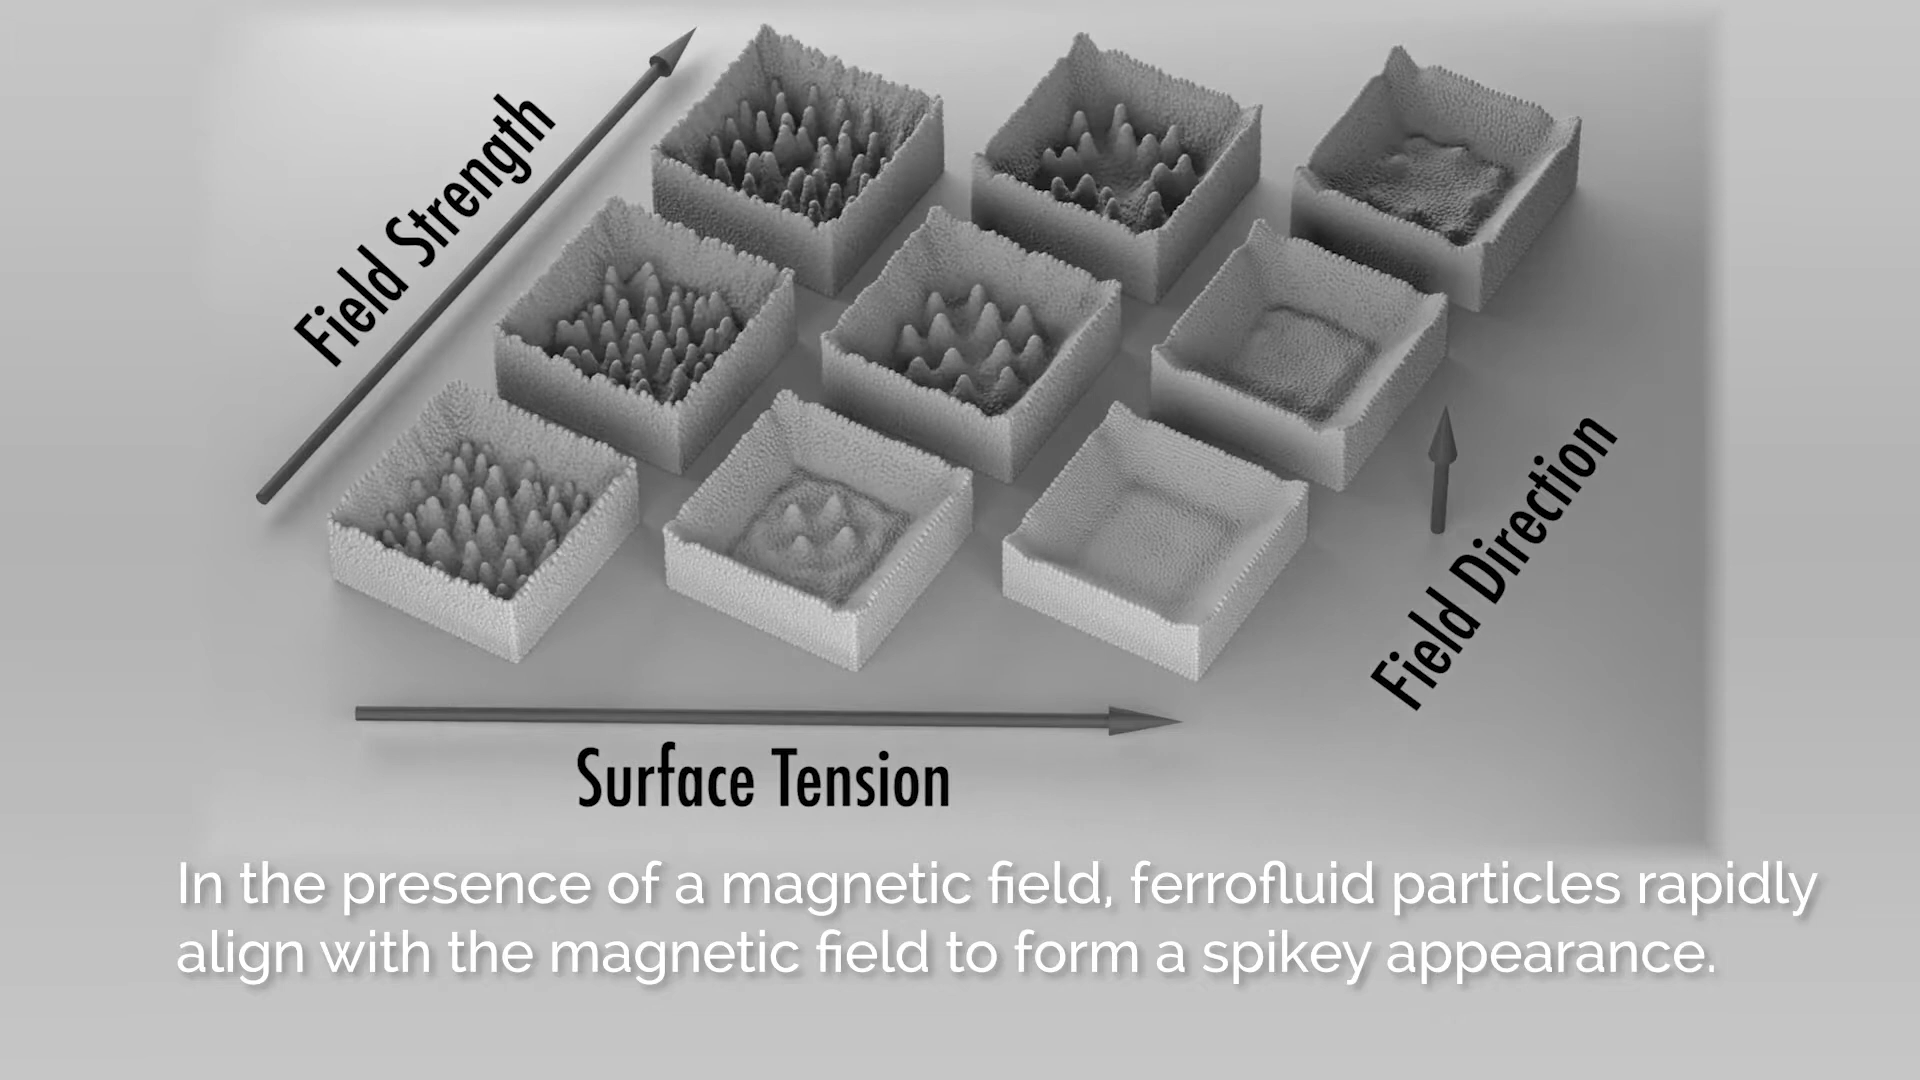 Field Strength
Field Direction
Surface Tension
In the presence of a magnetic field, ferrofluid particles rapidly
align with the magnetic field to form a spikey appearance.